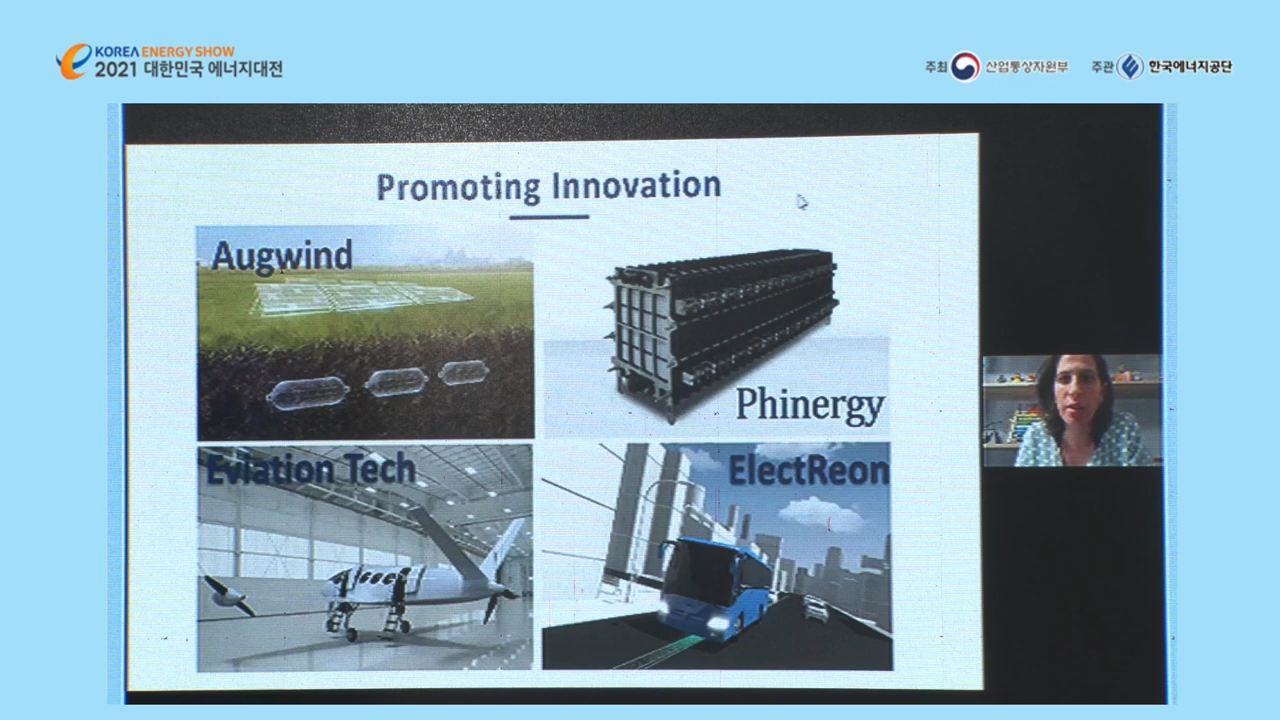 KOREA ENERGY SHOW
2021 대한민국 에너지대전
주최 산업통상자원부 주관 한국에너지공단
Promoting Innovation
Augwind
Phinergy
Eviation Tech
ElectReon